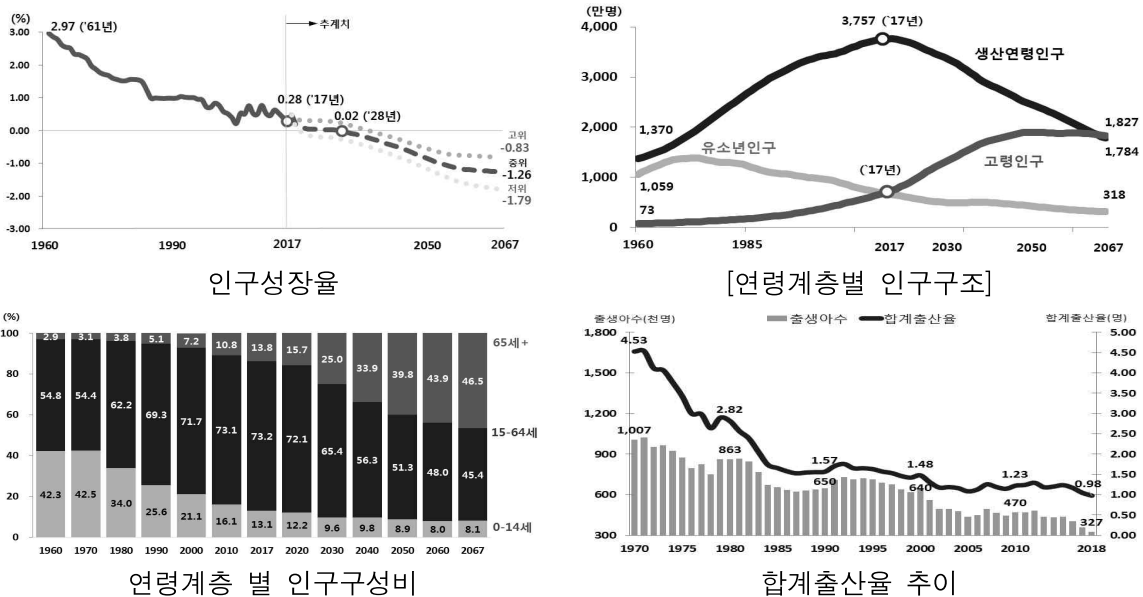 (%)
3.00
2.00
1.00
0.00
-1.00
-2.00
-3.00
2.97 ('61년)
추계치
0.28 ('17년)
0.02 ('28년)
고위
-0.83
중위
-1.26
저위
-1.79
1960 1990 2017 2050 2067
인구성장율
(만명)
4,000
3,000
2,000
1,000
0
3,757 (`17년)
생산연령인구
1,370
유소년인구
1,059
73
(`17년)
고령인구
1,827
1,784
318
1960 1985 2017 2030 2050 2067
[연령계층별 인구구조]
(%)
100
80
60
40
20
0
2.9 3.1 3.8 5.1 7.2 10.8 13.8 15.7 25.0 33.9 39.8 43.9 46.5
65세+
54.8 54.4 62.2 69.3 71.7 73.1 73.2 72.1 65.4 56.3 51.3 48.0 45.4
15-64세
42.3 42.5 34.0 25.6 21.1 16.1 13.1 12.2 9.6 9.8 8.9 8.0 8.1
0-14세
1960 1970 1980 1990 2000 2010 2017 2020 2030 2040 2050 2060 2067
연령계층 별 인구구성비
출생아수(천명) 출생아수 합계출산율 합계출산율(명)
1,800
1,500
1,200
900
600
300
4.53
2.82
1.57
1.48
1.23
0.98
1,007
863
650
640
470
327
5.00
4.50
4.00
3.50
3.00
2.50
2.00
1.50
1.00
0.50
0.00
1970 1975 1980 1985 1990 1995 2000 2005 2010 2018
합계출산율 추이